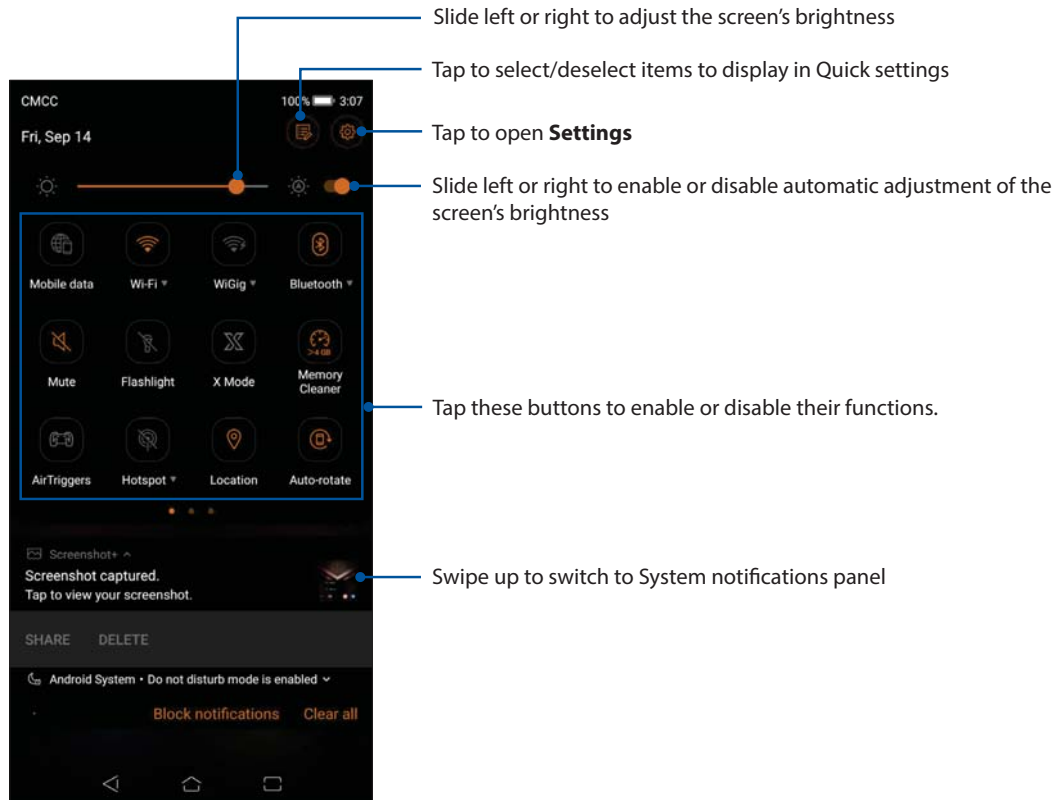 Slide left or right to adjust the screen's brightness
Tap to select/deselect items to display in Quick settings
CMCC 100% 3:07
Fri, Sep 14
Tap to open Settings
Slide left or right to enable or disable automatic adjustment of the
screen's brightness
Mobile data Wi-Fi WiGig Bluetooth
>4 GB
Mute Flashlight X Mode Memory
Cleaner
Tap these buttons to enable or disable their functions.
AirTriggers Hotspot Location Auto-rotate
Screenshot+
Screenshot captured.
Tap to view your screenshot.
Swipe up to switch to System notifications panel
SHARE DELETE
Android System • Do not disturb mode is enabled
Block notifications Clear all